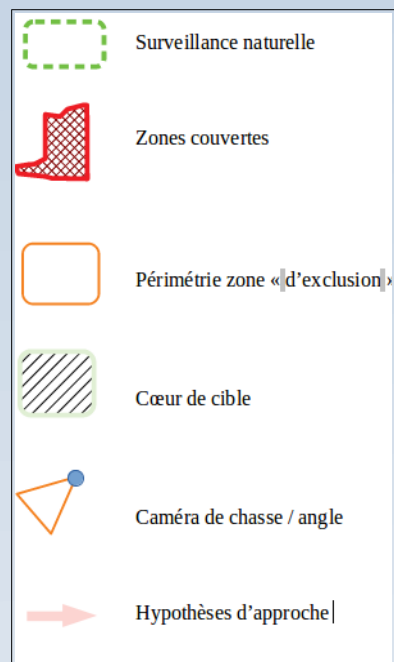 Surveillance naturelle
Zones couvertes
Périmétrie zone « d’exclusion »
Cœur de cible
Caméra de chasse / angle
Hypothèses d’approche